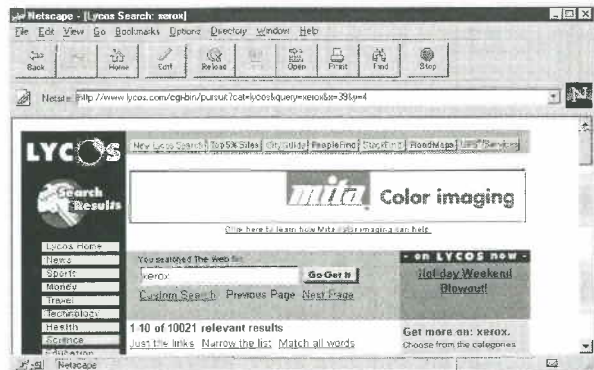 Netscape - [Lycos Search: xerox]
File Edit View Go Bookmarks Options Directory Window Help
Back Home Edit Reload Open Print Find Stop
Netsite: http://www.lycos.com/cgi-bin/pursuit?cat=lycos&query=xerox&x=39&y=4
LYCOS
New Lycos Search Top 5% Sites CityGuide PeopleFind StockFind RoadMaps Services
Search
Results
mita Color imaging
Click here to learn how Mita color imaging can help.
Lycos Home
News
Sports
Money
Travel
Technology
Health
Science
Education
You searched The Web for:
xerox Go Get It
Custom Search Previous Page Next Page
- on LYCOS now -
Holiday Weekend
Blowout!
1-10 of 10021 relevant results
Just the links Narrow the list Match all words
Get more on: xerox.
Choose from the categories
Netscape